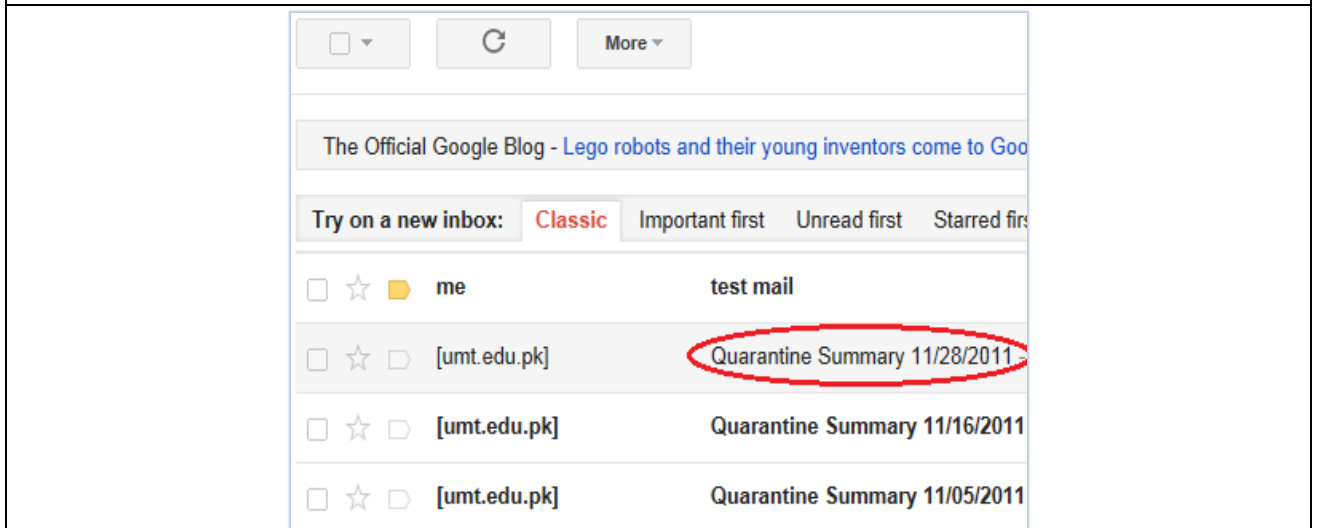 More
The Official Google Blog - Lego robots and their young inventors come to Goo
Try on a new inbox: Classic Important first Unread first Starred firs
me test mail
[umt.edu.pk] Quarantine Summary 11/28/2011 -
[umt.edu.pk] Quarantine Summary 11/16/2011
[umt.edu.pk] Quarantine Summary 11/05/2011